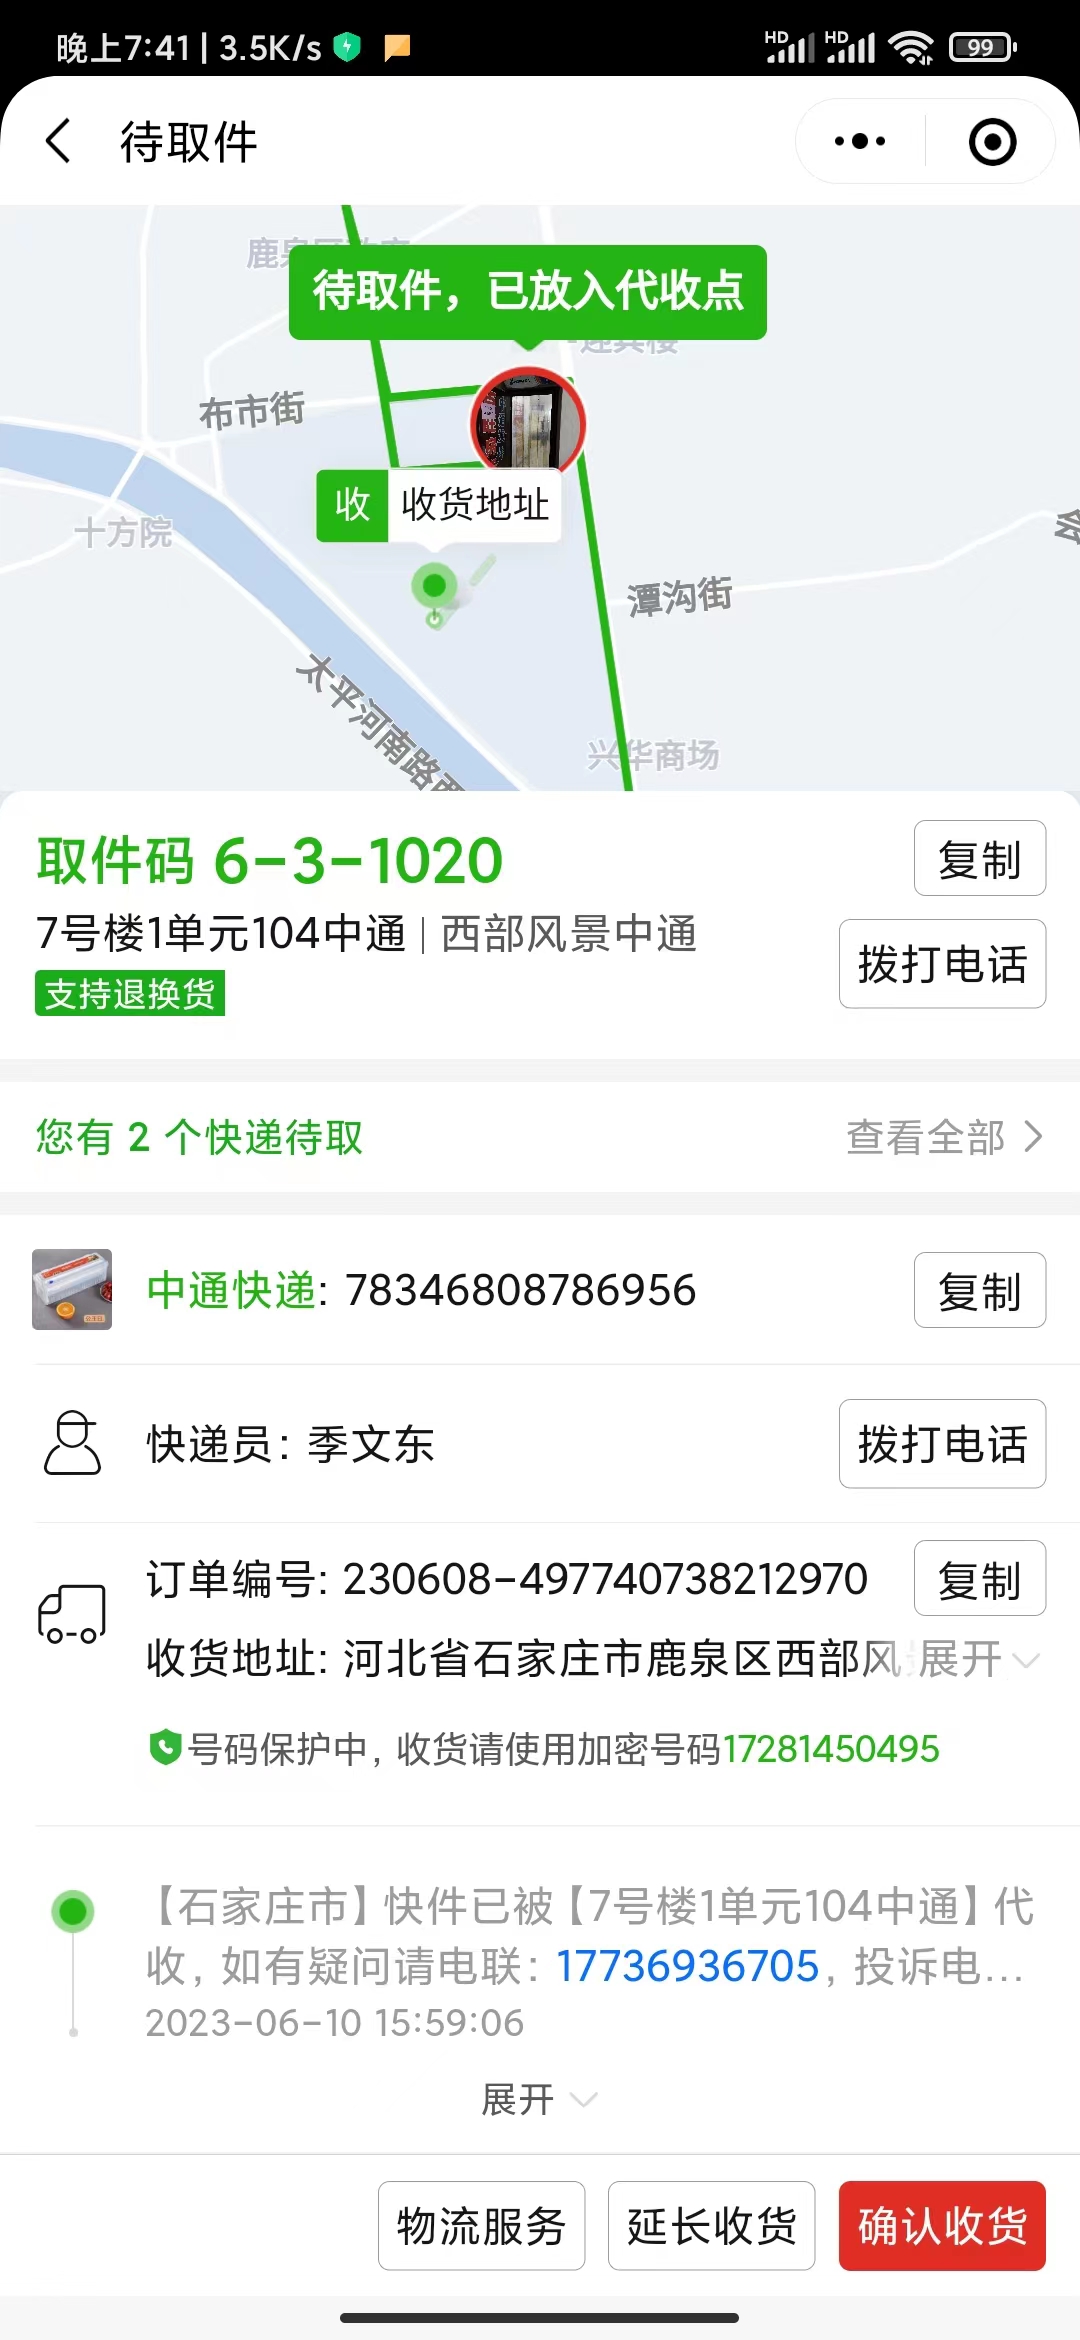 晚上7:41 | 3.5K/s
HD HD 99
待取件
待取件，已放入代收点
布市街
收 收货地址
十方院
潭沟街
太平河南路西
兴华商场
取件码 6-3-1020
复制
7号楼1单元104中通 | 西部风景中通
拨打电话
支持退换货
您有 2 个快递待取
查看全部
中通快递: 78346808786956
复制
快递员: 季文东
拨打电话
订单编号: 230608-497740738212970
复制
收货地址: 河北省石家庄市鹿泉区西部风
展开
号码保护中, 收货请使用加密号码17281450495
【石家庄市】快件已被【7号楼1单元104中通】代
收, 如有疑问请电联: 17736936705, 投诉电...
2023-06-10 15:59:06
展开
物流服务
延长收货
确认收货